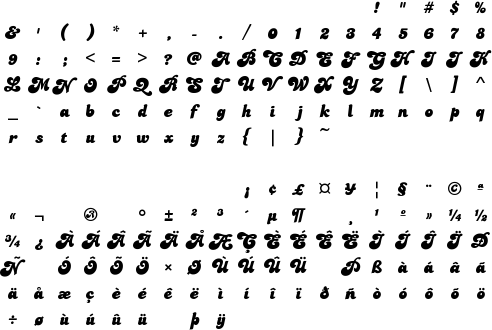 ! " # $ %
& ' ( ) * + , - . / 0 1 2 3 4 5 6 7 8
9 : ; < = > ? @ A B C D E F G H I J K
L M N O P Q R S T U V W X Y Z [ \ ] ^
_ ` a b c d e f g h i j k l m n o p q
r s t u v w x y z { | } ~
¡ ¢ £ ¤ ¥ ¦ § ¨ © ª
« ¬ ® ° ± ² ³ ´ µ ¶ ¸ ¹ º » ¼ ½
¾ ¿ À Á Â Ã Ä Å Æ Ç È É Ê Ë Ì Í Î Ï Ð
Ñ Ó Ô Õ Ö × Ø Ù Ú Û Ü Þ ß à á â ã
ä å æ ç è é ê ë ì í î ï ð ñ ò ó ô õ ö
÷ ø ù ú û ü þ ÿ